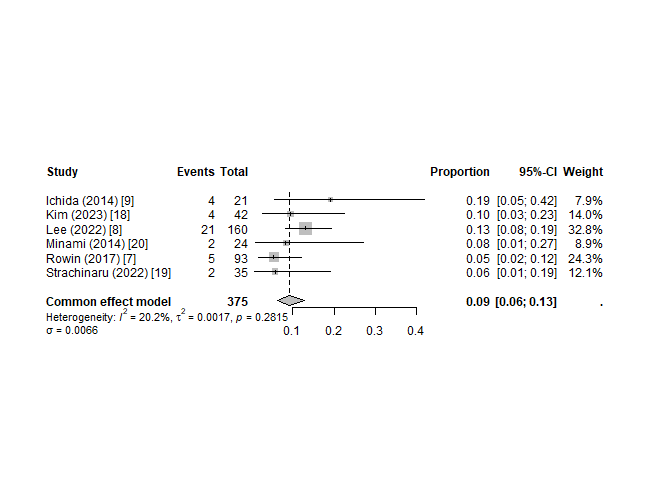 Study Events Total Proportion 95%-CI Weight
Ichida (2014) [9] 4 21 0.19 [0.05; 0.42] 7.9%
Kim (2023) [18] 4 42 0.10 [0.03; 0.23] 14.0%
Lee (2022) [8] 21 160 0.13 [0.08; 0.19] 32.8%
Minami (2014) [20] 2 24 0.08 [0.01; 0.27] 8.9%
Rowin (2017) [7] 5 93 0.05 [0.02; 0.12] 24.3%
Strachinaru (2022) [19] 2 35 0.06 [0.01; 0.19] 12.1%
Common effect model 375 0.09 [0.06; 0.13] .
Heterogeneity: I² = 20.2%, τ² = 0.0017, p = 0.2815
σ = 0.0066 0.1 0.2 0.3 0.4